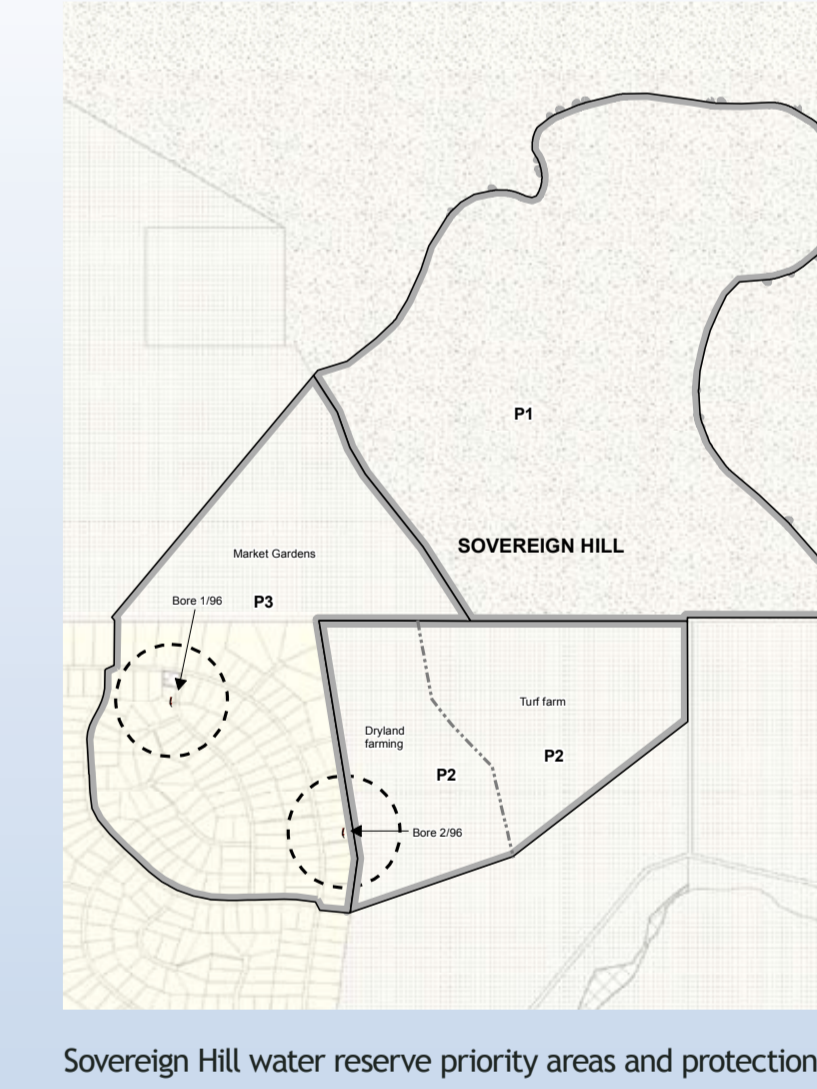 P1
SOVEREIGN HILL
Market Gardens
Bore 1/96
P3
Turf farm
Dryland
farming
P2
P2
Bore 2/96
Sovereign Hill water reserve priority areas and protection